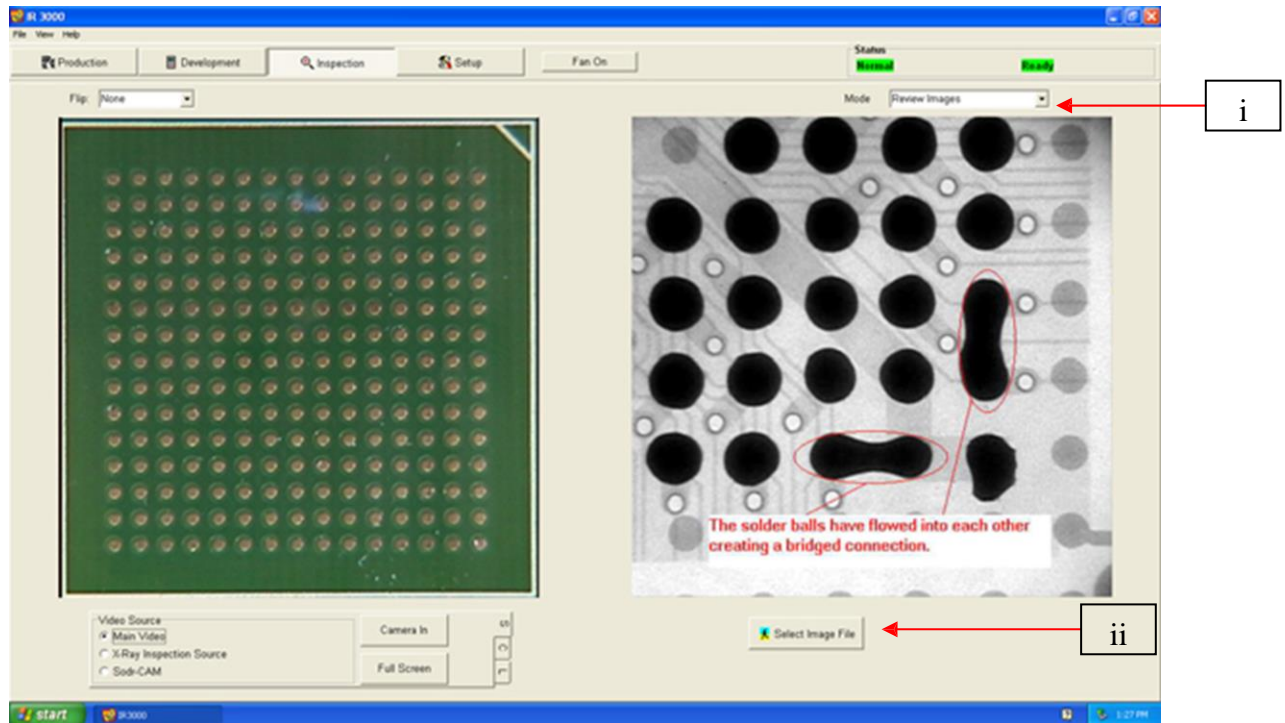 IR 3000
File View Help
Production Development Inspection Setup Fan On
Status
Normal Ready
Flip: None
Mode Review Images
i
The solder balls have flowed into each other
creating a bridged connection.
Video Source
Main Video
X-Ray Inspection Source
Sodr-CAM
Camera In
Full Screen
S
C
L
Select Image File
ii
start IR3000 1:27 PM